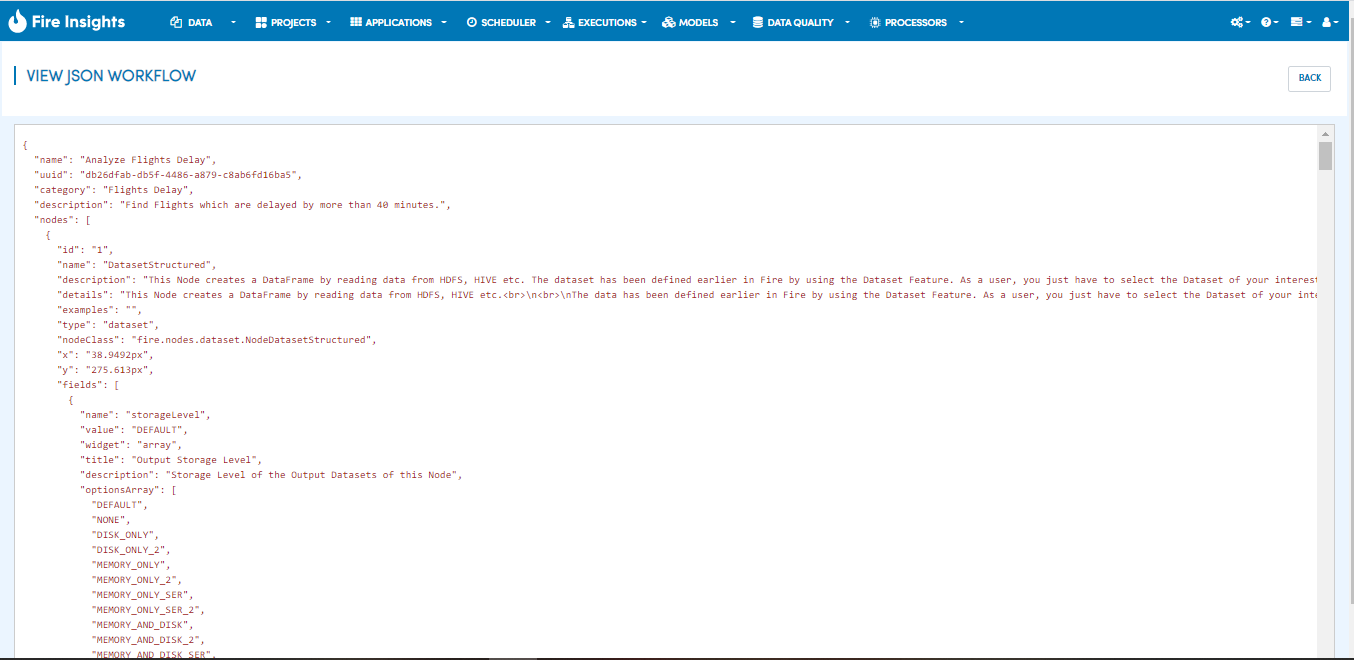 Fire Insights DATA PROJECTS APPLICATIONS SCHEDULER EXECUTIONS MODELS DATA QUALITY PROCESSORS
VIEW JSON WORKFLOW
BACK
{
"name": "Analyze Flights Delay",
"uuid": "db26dfab-db5f-4486-a879-c8ab6fd16ba5",
"category": "Flights Delay",
"description": "Find Flights which are delayed by more than 40 minutes.",
"nodes": [
{
"id": "1",
"name": "DatasetStructured",
"description": "This Node creates a DataFrame by reading data from HDFS, HIVE etc. The dataset has been defined earlier in Fire by using the Dataset Feature. As a user, you just have to select the Dataset of your interest
"details": "This Node creates a DataFrame by reading data from HDFS, HIVE etc.<br>\n<br>\nThe data has been defined earlier in Fire by using the Dataset Feature. As a user, you just have to select the Dataset of your inte
"examples": "",
"type": "dataset",
"nodeClass": "fire.nodes.dataset.NodeDatasetStructured",
"x": "38.9492px",
"y": "275.613px",
"fields": [
{
"name": "storageLevel",
"value": "DEFAULT",
"widget": "array",
"title": "Output Storage Level",
"description": "Storage Level of the Output Datasets of this Node",
"optionsArray": [
"DEFAULT",
"NONE",
"DISK_ONLY",
"DISK_ONLY_2",
"MEMORY_ONLY",
"MEMORY_ONLY_2",
"MEMORY_ONLY_SER",
"MEMORY_ONLY_SER_2",
"MEMORY_AND_DISK",
"MEMORY_AND_DISK_2",
"MEMORY_AND_DISK_SER",